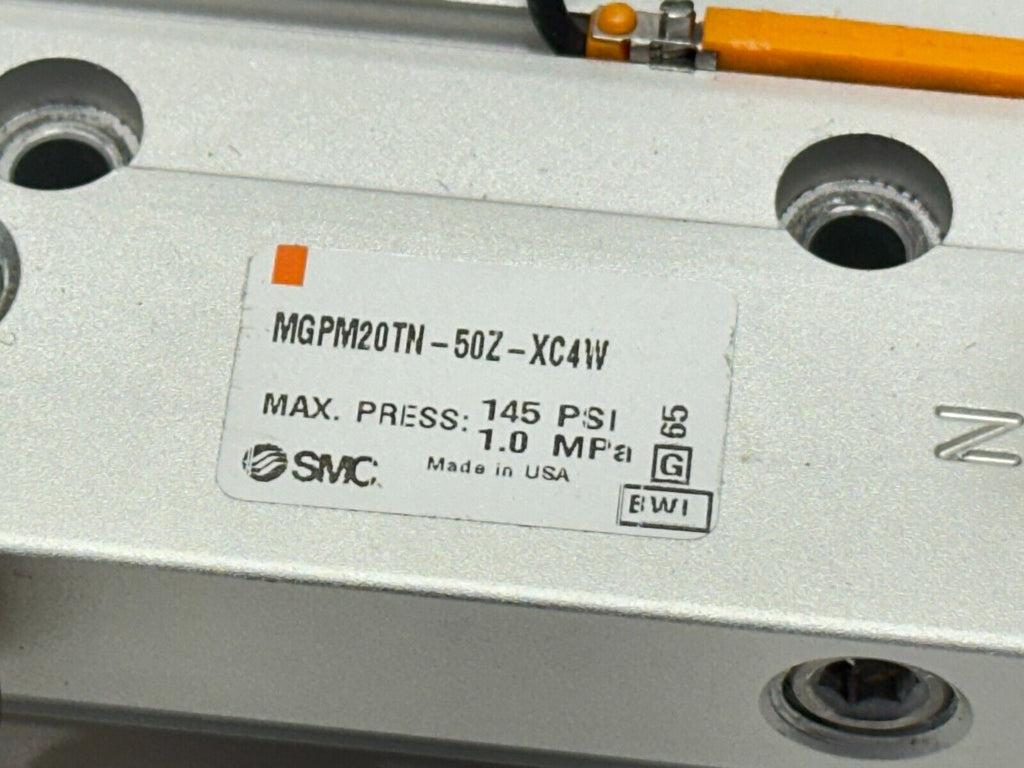 MGPM20TN-50Z-XC4W
MAX. PRESS: 145 PSI
1.0 MPa
65
G
SMC
Made in USA
BWI
Z